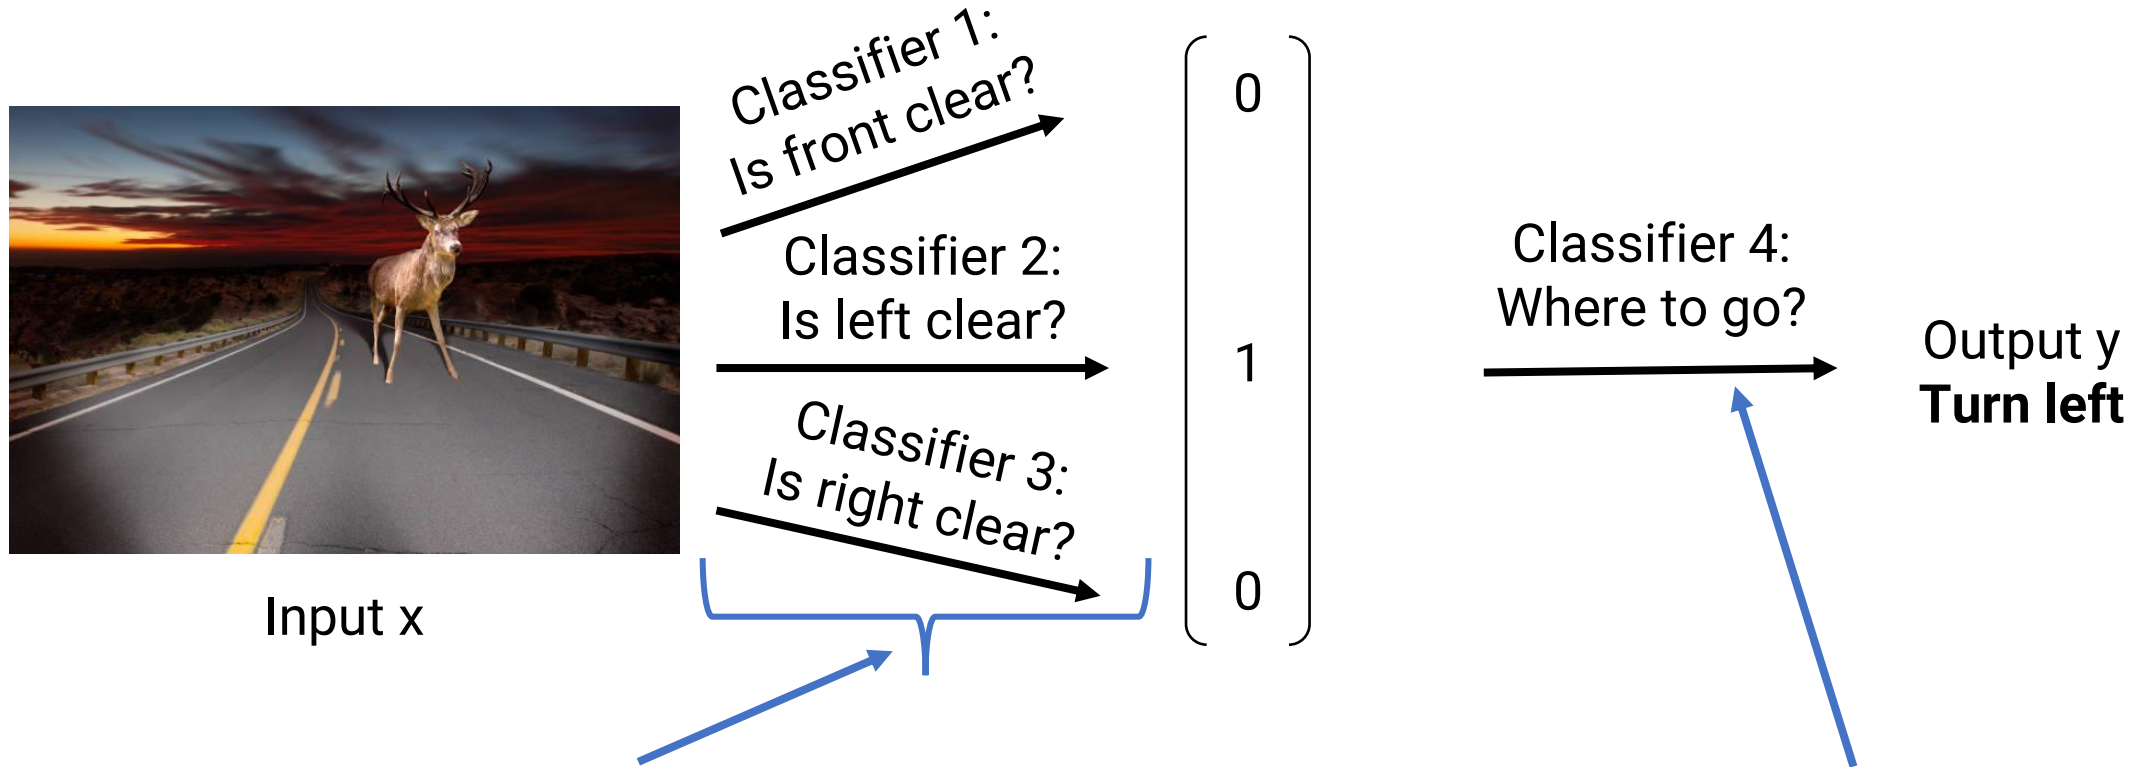 Classifier 1:
Is front clear?
Classifier 2:
Is left clear?
Classifier 3:
Is right clear?
0
1
0
Classifier 4:
Where to go?
Output y
Turn left
Input x